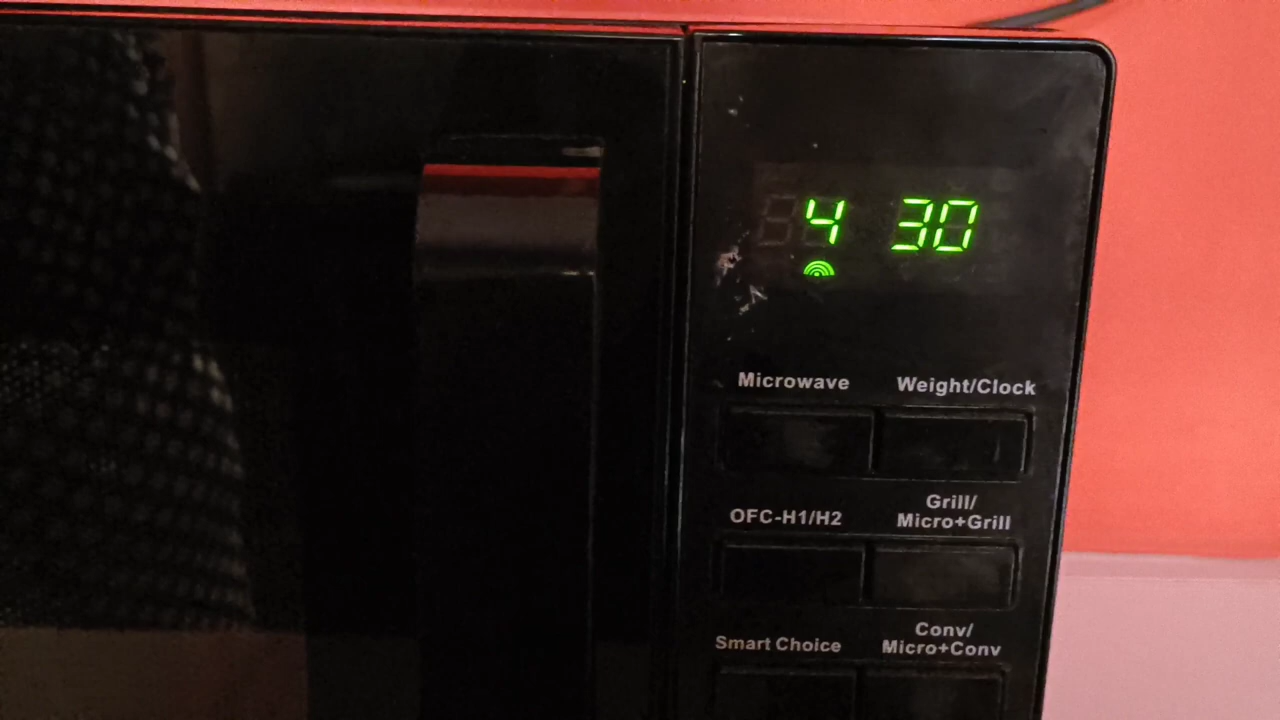 4 30
Microwave Weight/Clock
OFC-H1/H2 Grill/
Micro+Grill
Smart Choice Conv/
Micro+Conv